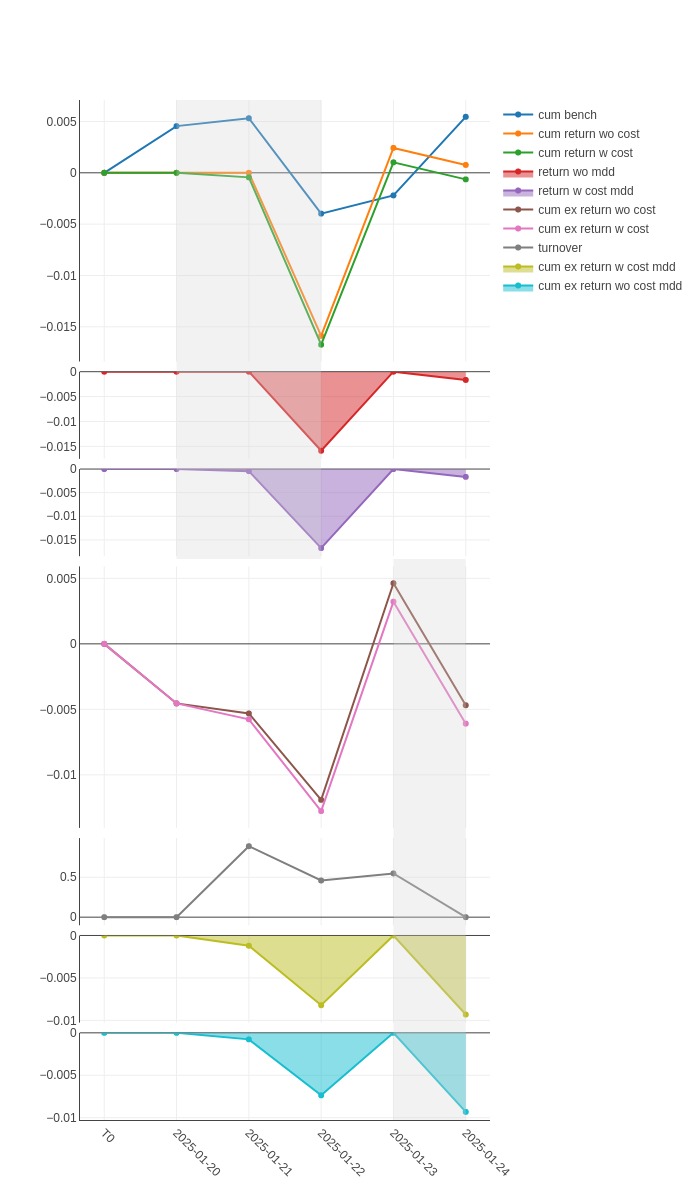 0.005
0
−0.005
−0.01
−0.015
cum bench
cum return wo cost
cum return w cost
return wo mdd
return w cost mdd
cum ex return wo cost
cum ex return w cost
turnover
cum ex return w cost mdd
cum ex return wo cost mdd
0
−0.005
−0.01
−0.015
0
−0.005
−0.01
−0.015
0.005
0
−0.005
−0.01
0.5
0
0
−0.005
−0.01
0
−0.005
−0.01
T0
2025-01-20
2025-01-21
2025-01-22
2025-01-23
2025-01-24